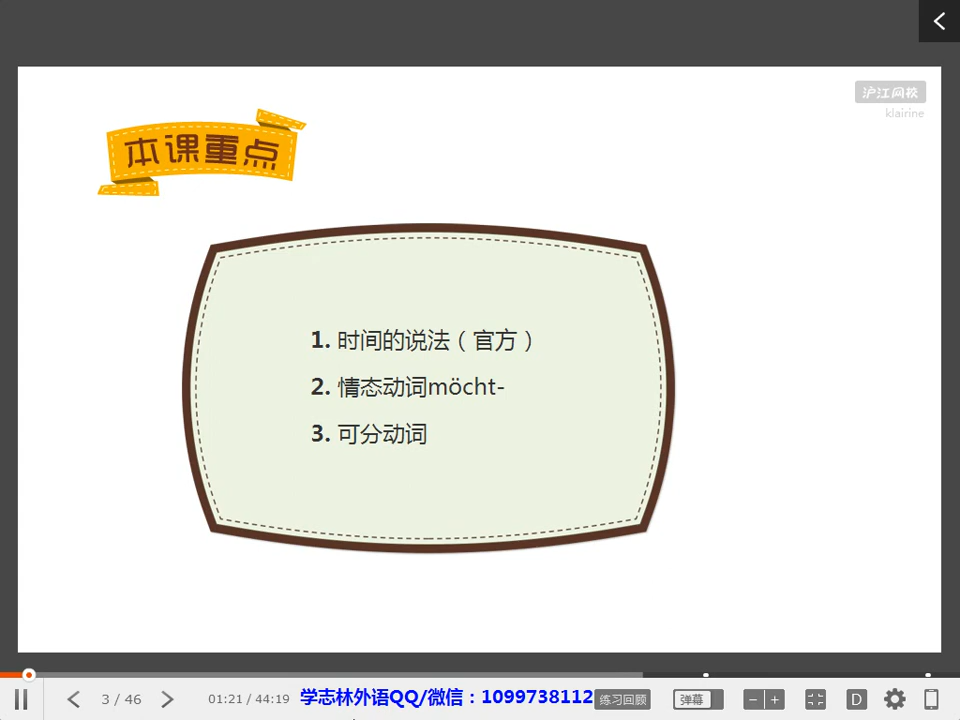 沪江网校
klairine
本课重点
1. 时间的说法（官方）
2. 情态动词möcht-
3. 可分动词
3 / 46
01:21 / 44:19
学志林外语QQ/微信：1099738112
练习回顾
弹幕
D